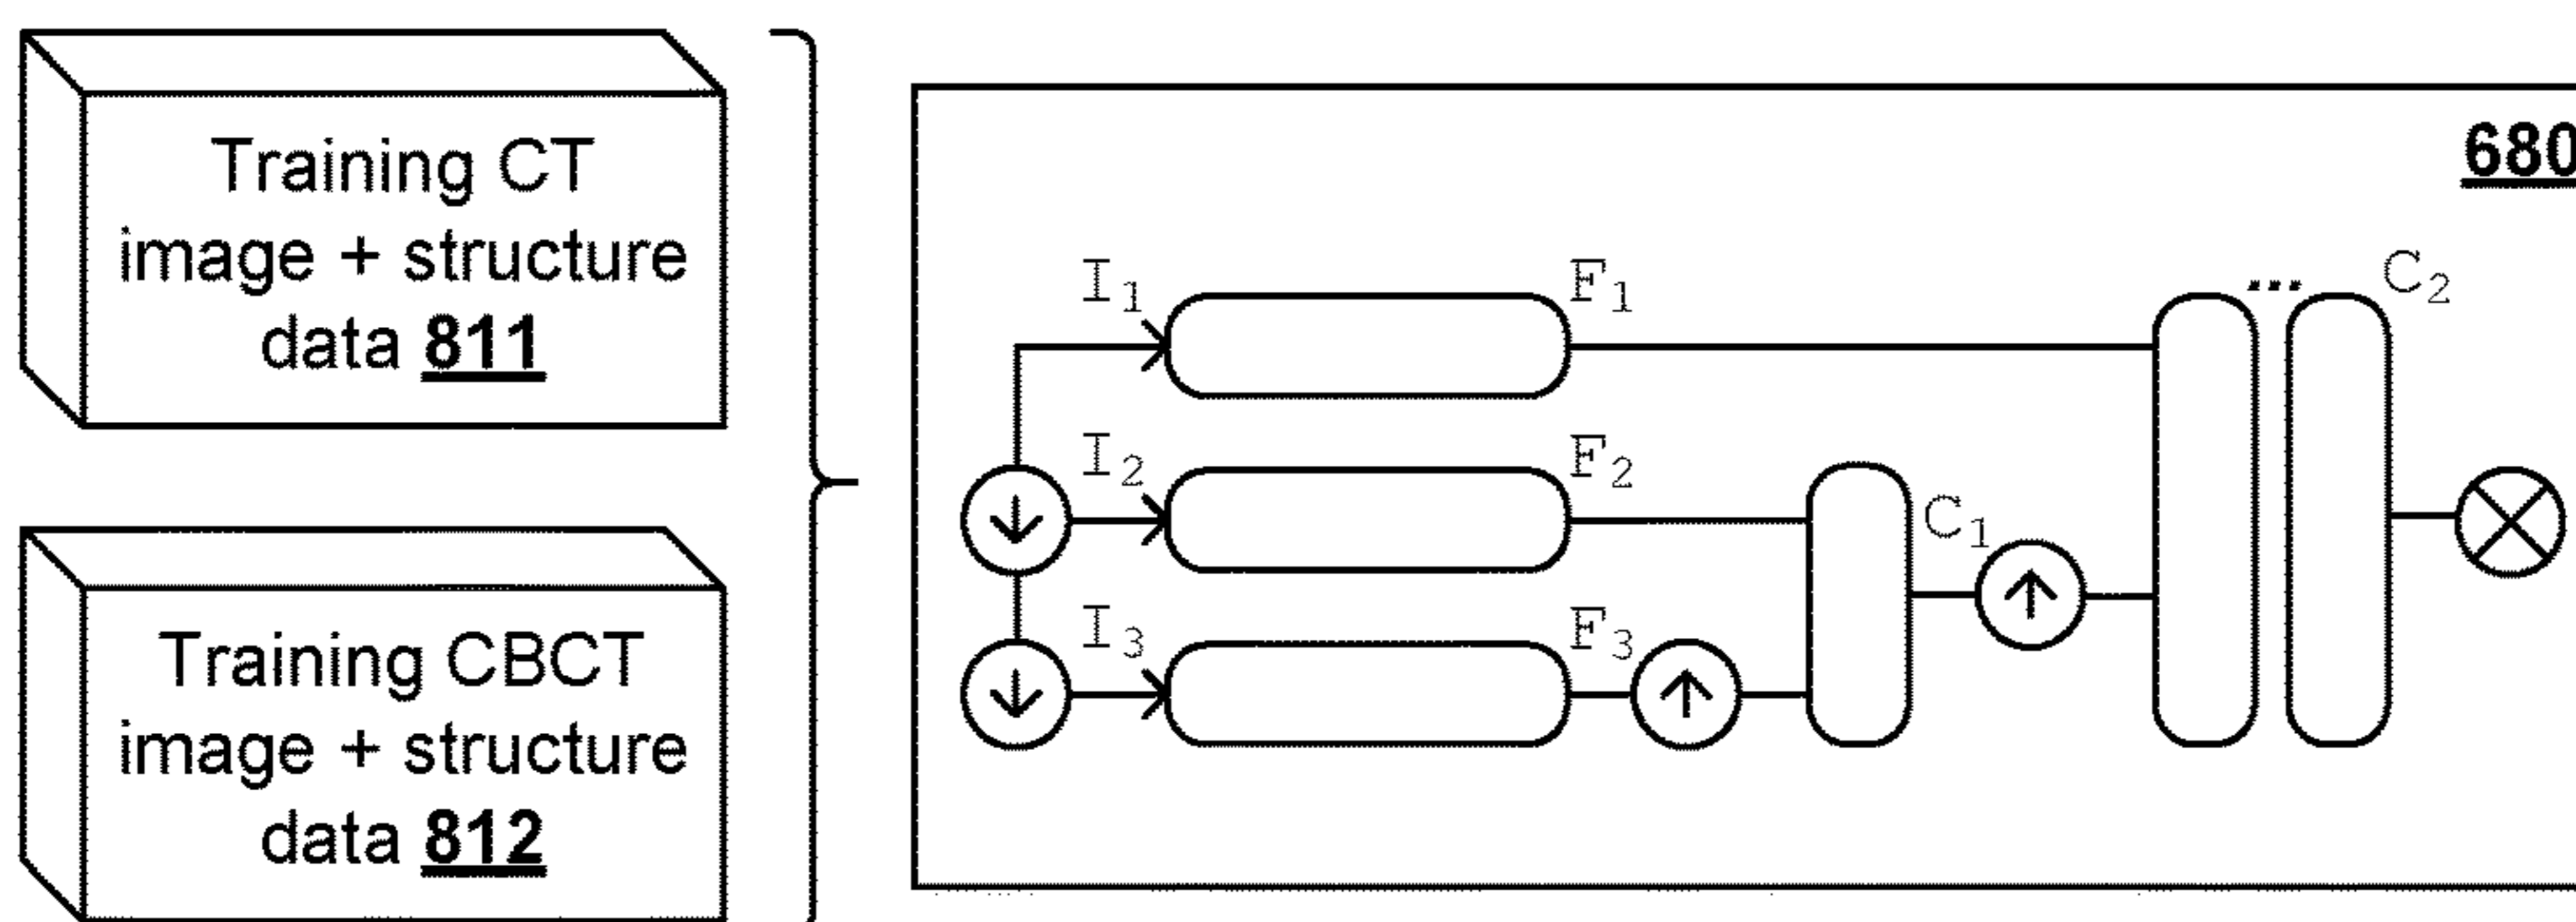 Training CT
image + structure
data 811
Training CBCT
image + structure
data 812
680
I₁ F₁
... C₂
I₂ F₂
C₁
I₃ F₃